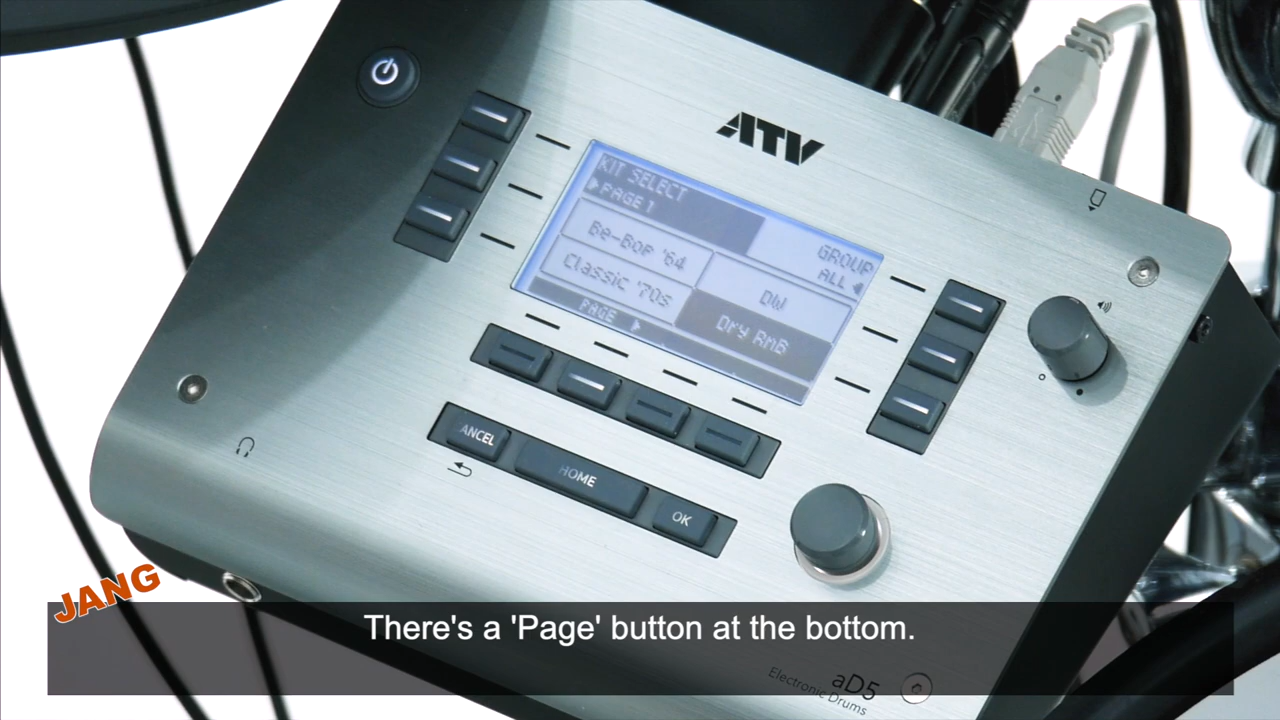 ATV
KIT SELECT
PAGE 1
GROUP
ALL
Be-Bop '64
DW
Classic '70s
Dry RnB
PAGE
ANCEL
HOME
OK
JANG
There's a 'Page' button at the bottom.
aD5
Electronic Drums